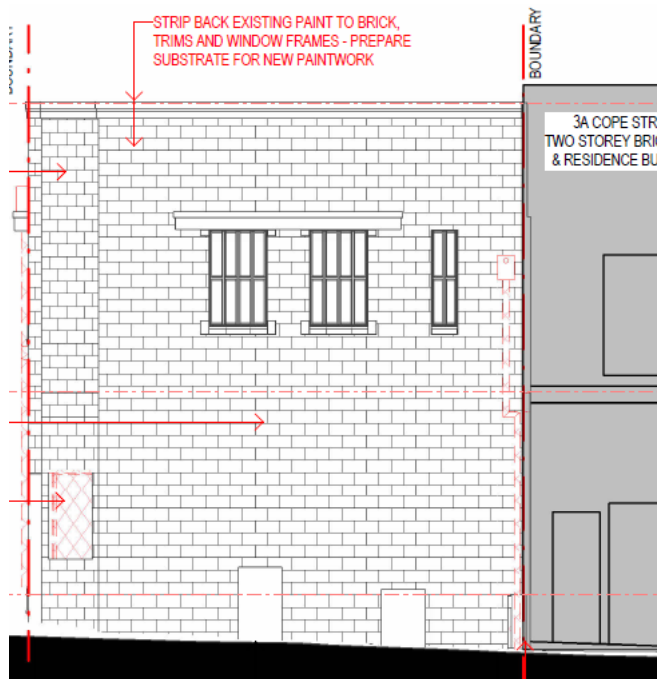 STRIP BACK EXISTING PAINT TO BRICK,
TRIMS AND WINDOW FRAMES - PREPARE
SUBSTRATE FOR NEW PAINTWORK
BOUNDARY
BOUNDARY
3A COPE STR
TWO STOREY BRIC
& RESIDENCE BU